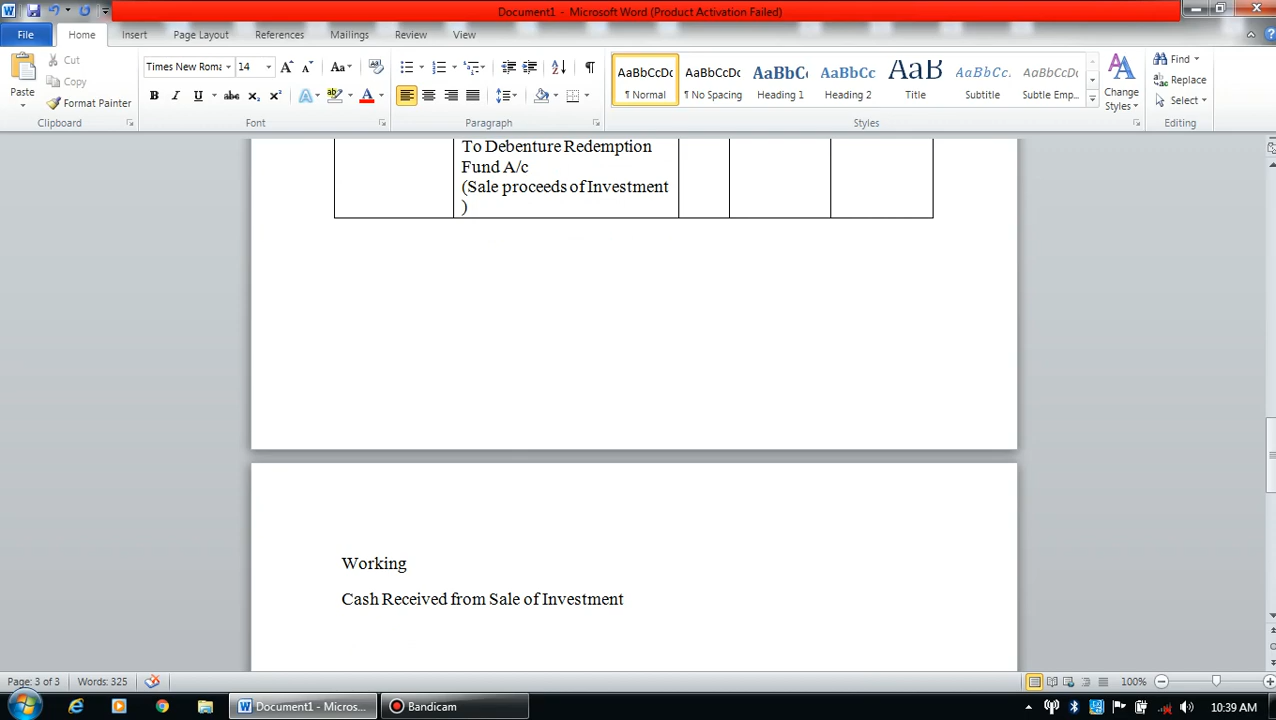 Document1 - Microsoft Word (Product Activation Failed)
File Home Insert Page Layout References Mailings Review View
Paste
Cut
Copy
Format Painter
Clipboard
Times New Roma 14
Font
Paragraph
AaBbCcDc
¶ Normal
AaBbCcDc
¶ No Spacing
AaBbC
Heading 1
AaBbCc
Heading 2
AaB
Title
AaBbCc.
Subtitle
AaBbCcDc
Subtle Emp...
Change
Styles
Styles
Find
Replace
Select
Editing
To Debenture Redemption
Fund A/c
(Sale proceeds of Investment
)
Working
Cash Received from Sale of Investment
Page: 3 of 3 Words: 325 100%
Document1 - Micros... Bandicam 10:39 AM